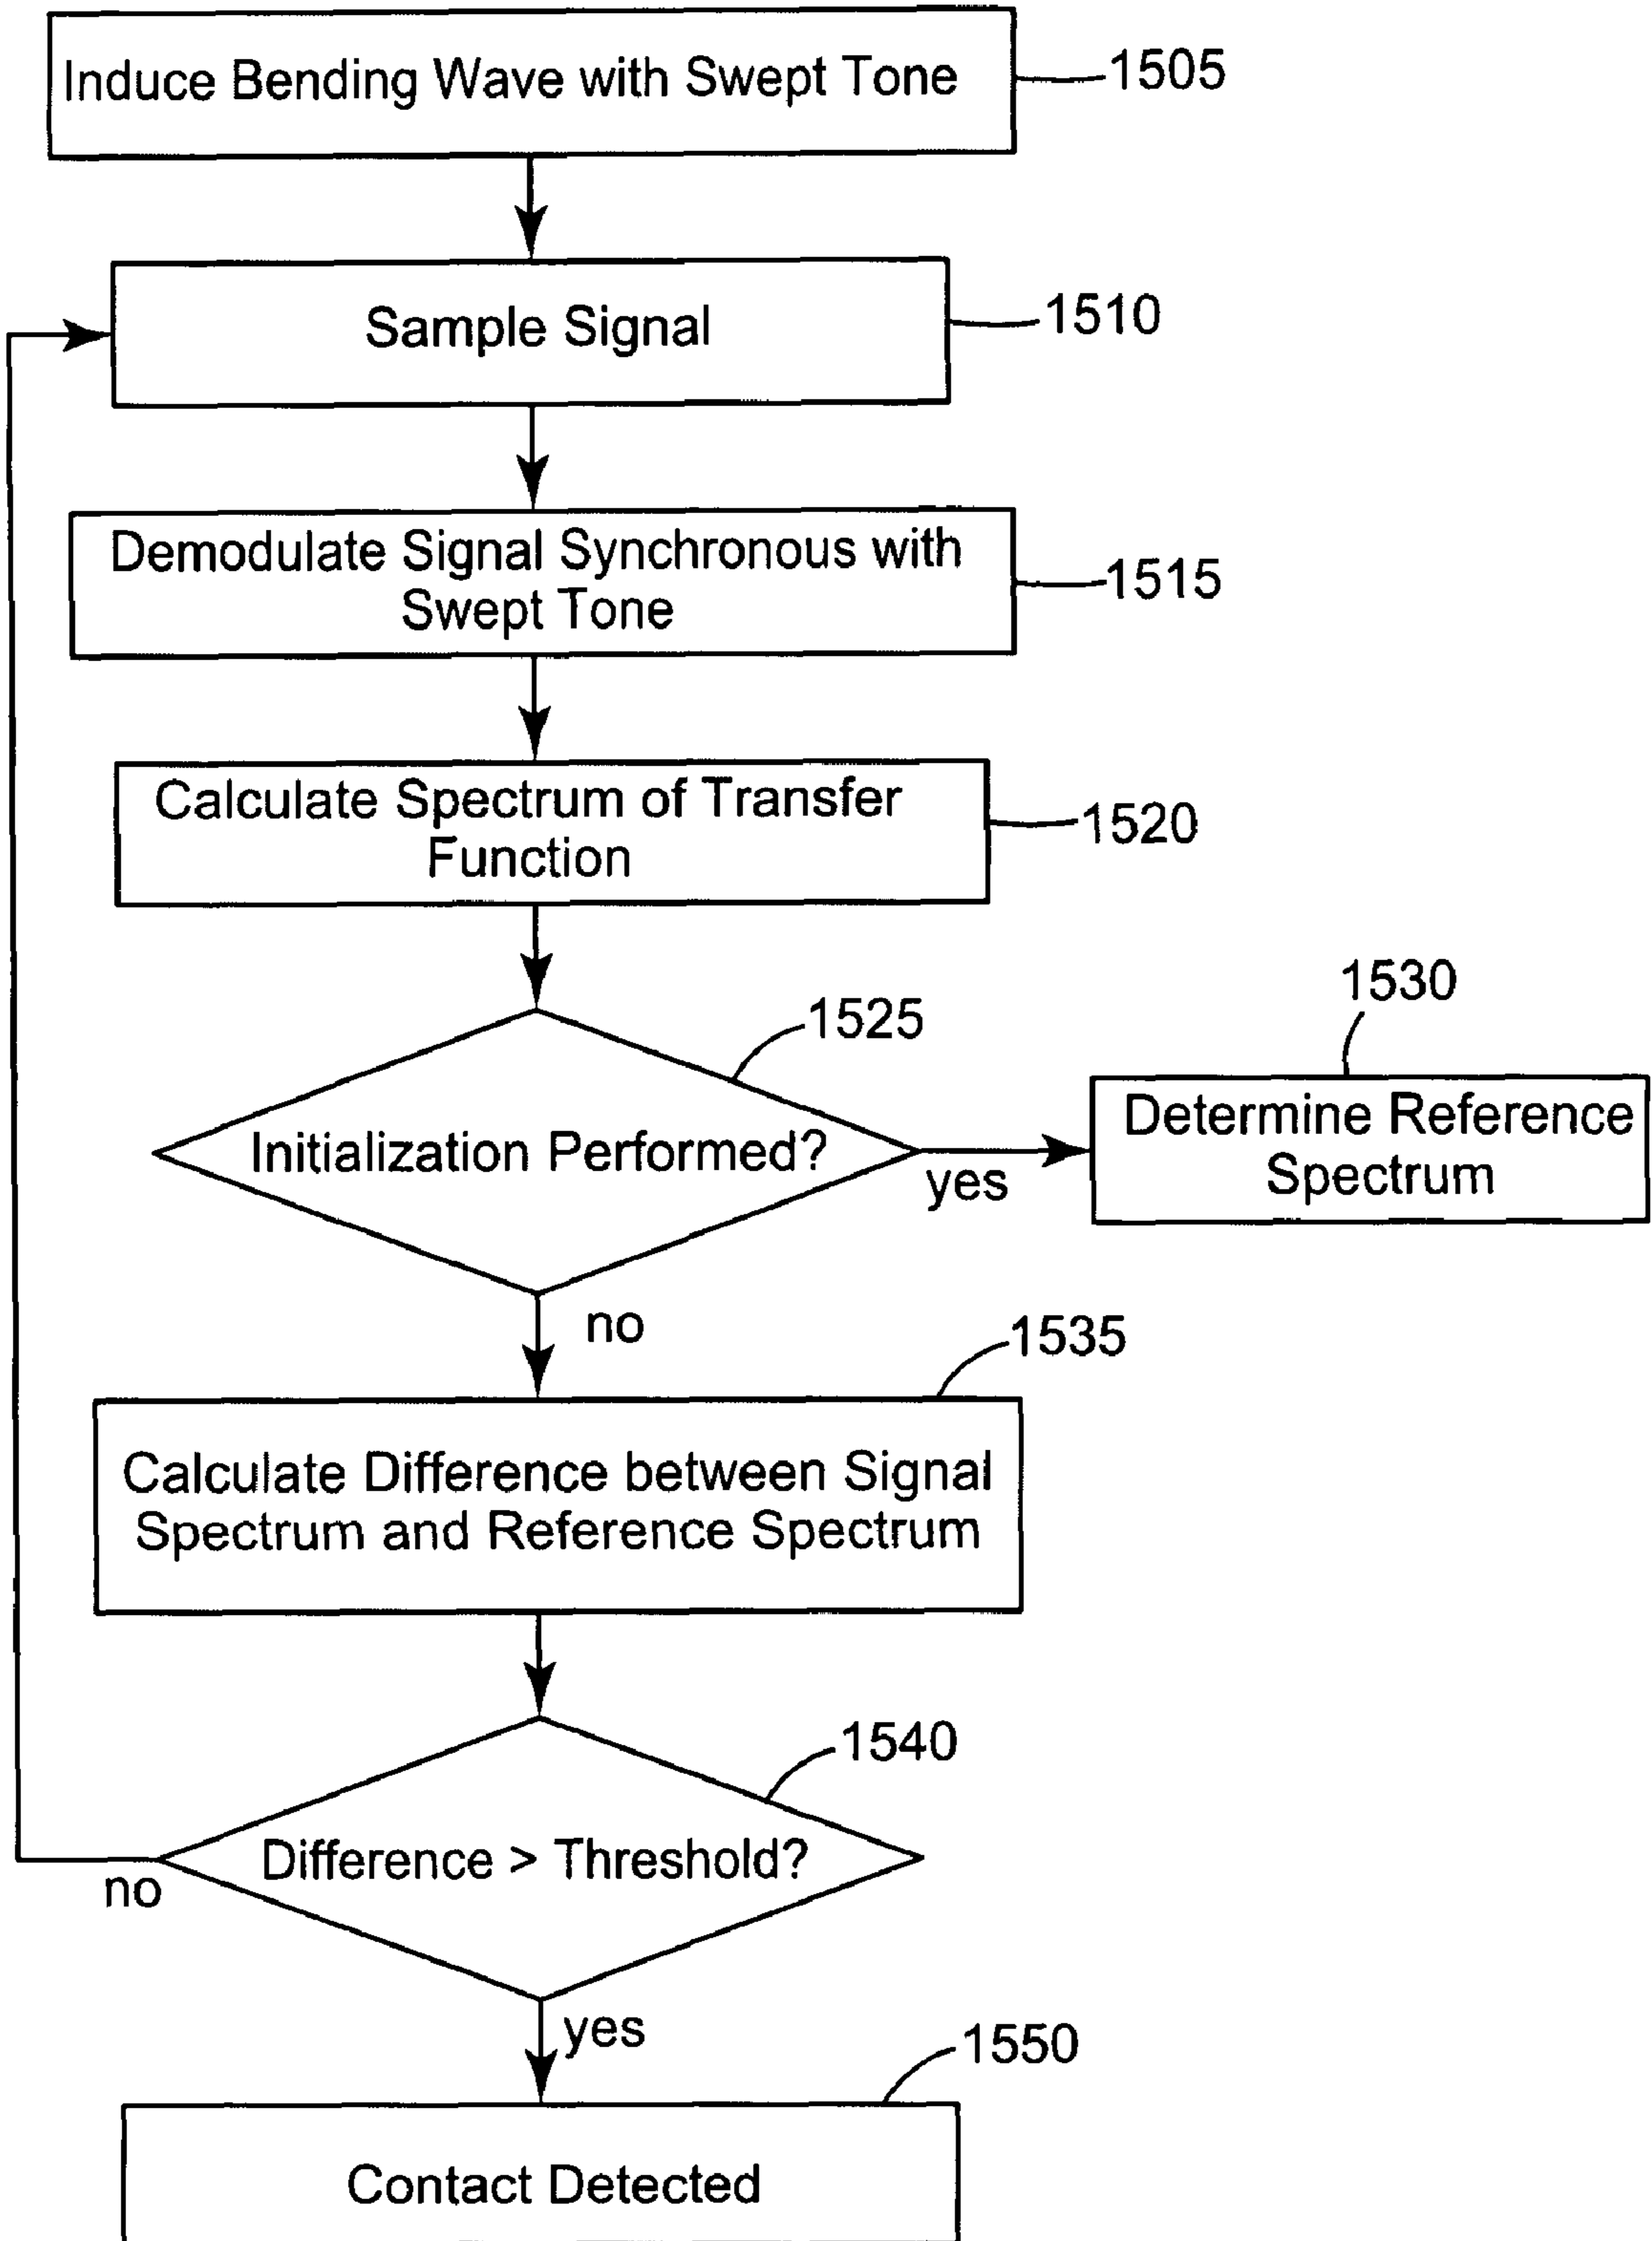 Induce Bending Wave with Swept Tone
1505
Sample Signal
1510
Demodulate Signal Synchronous with
Swept Tone
1515
Calculate Spectrum of Transfer
Function
1520
1525
Initialization Performed?
yes
1530
Determine Reference
Spectrum
no
1535
Calculate Difference between Signal
Spectrum and Reference Spectrum
1540
Difference > Threshold?
no
yes
1550
Contact Detected